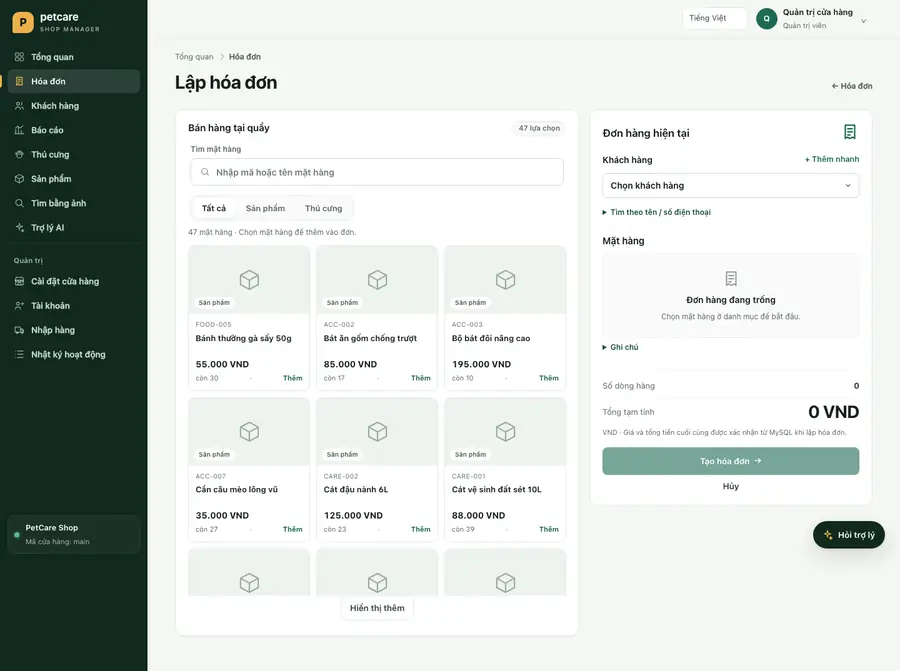 P
petcare
SHOP MANAGER
Tổng quan
Hóa đơn
Khách hàng
Báo cáo
Thú cưng
Sản phẩm
Tìm bằng ảnh
Trợ lý AI
Quản trị
Cài đặt cửa hàng
Tài khoản
Nhập hàng
Nhật ký hoạt động
PetCare Shop
Mã cửa hàng: main
Tiếng Việt
Q
Quản trị cửa hàng
Quản trị viên
Tổng quan > Hóa đơn
Lập hóa đơn
← Hóa đơn
Bán hàng tại quầy
47 lựa chọn
Tìm mặt hàng
Nhập mã hoặc tên mặt hàng
Tất cả Sản phẩm Thú cưng
47 mặt hàng · Chọn mặt hàng để thêm vào đơn.
Sản phẩm
FOOD-005
Bánh thưởng gà sấy 50g
55.000 VND
còn 30 · Thêm
Sản phẩm
ACC-002
Bát ăn gốm chống trượt
85.000 VND
còn 17 · Thêm
Sản phẩm
ACC-003
Bộ bát đôi nâng cao
195.000 VND
còn 10 · Thêm
Sản phẩm
ACC-007
Cần câu mèo lông vũ
35.000 VND
còn 27 · Thêm
Sản phẩm
CARE-002
Cát đậu nành 6L
125.000 VND
còn 23 · Thêm
Sản phẩm
CARE-001
Cát vệ sinh đất sét 10L
88.000 VND
còn 39 · Thêm
Hiển thị thêm
Đơn hàng hiện tại
Khách hàng
+ Thêm nhanh
Chọn khách hàng
▸ Tìm theo tên / số điện thoại
Mặt hàng
Đơn hàng đang trống
Chọn mặt hàng ở danh mục để bắt đầu.
▸ Ghi chú
Số dòng hàng 0
Tổng tạm tính 0 VND
VND · Giá và tổng tiền cuối cùng được xác nhận từ MySQL khi lập hóa đơn.
Tạo hóa đơn →
Hủy
Hỏi trợ lý